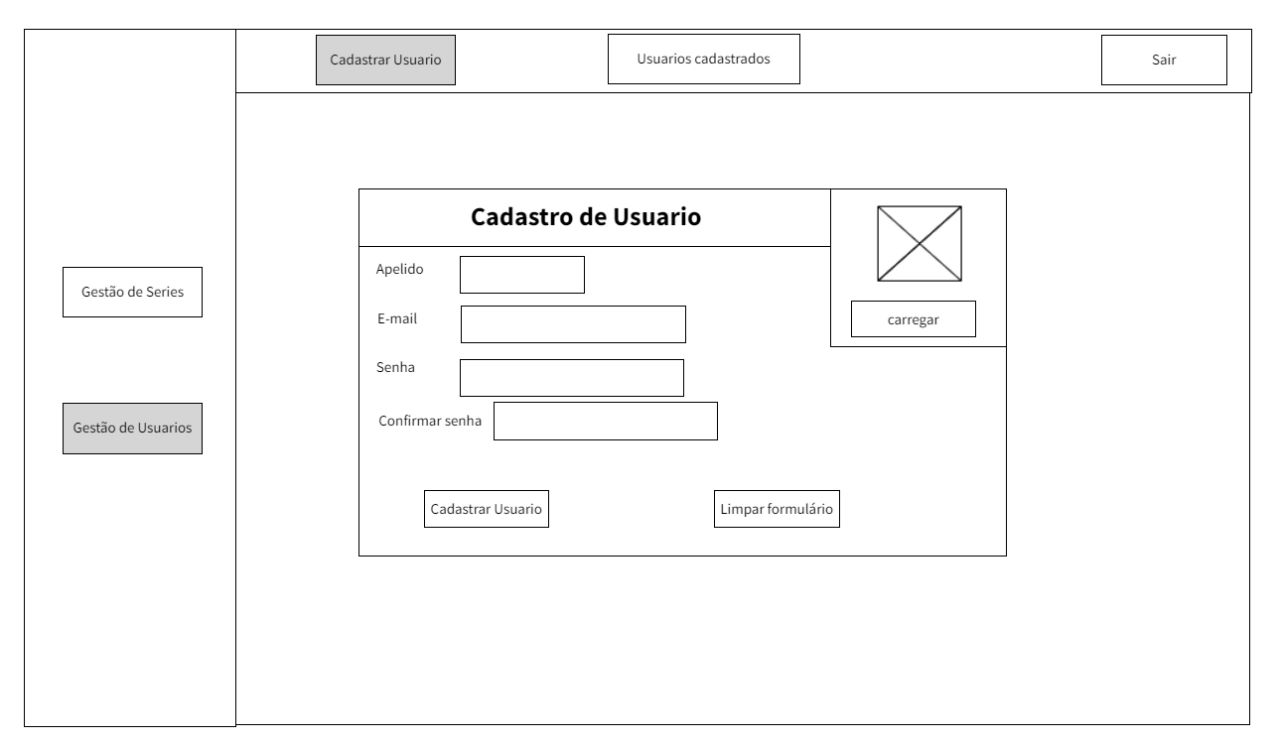 Cadastrar Usuario
Usuarios cadastrados
Sair
Gestão de Series
Gestão de Usuarios
Cadastro de Usuario
Apelido
E-mail
Senha
Confirmar senha
carregar
Cadastrar Usuario
Limpar formulário